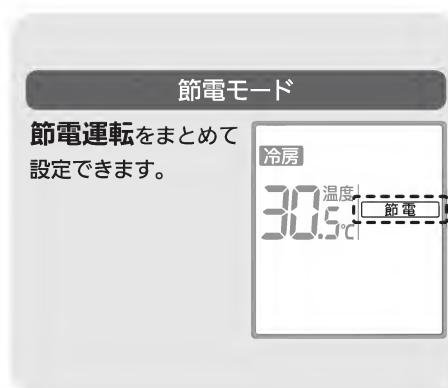 節電モード
節電運転をまとめて
設定できます。
冷房
温度
30.5℃
節電